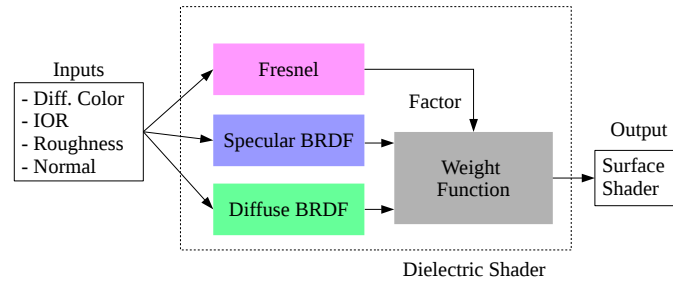 Inputs
- Diff. Color
- IOR
- Roughness
- Normal
Fresnel
Specular BRDF
Diffuse BRDF
Factor
Weight
Function
Output
Surface
Shader
Dielectric Shader